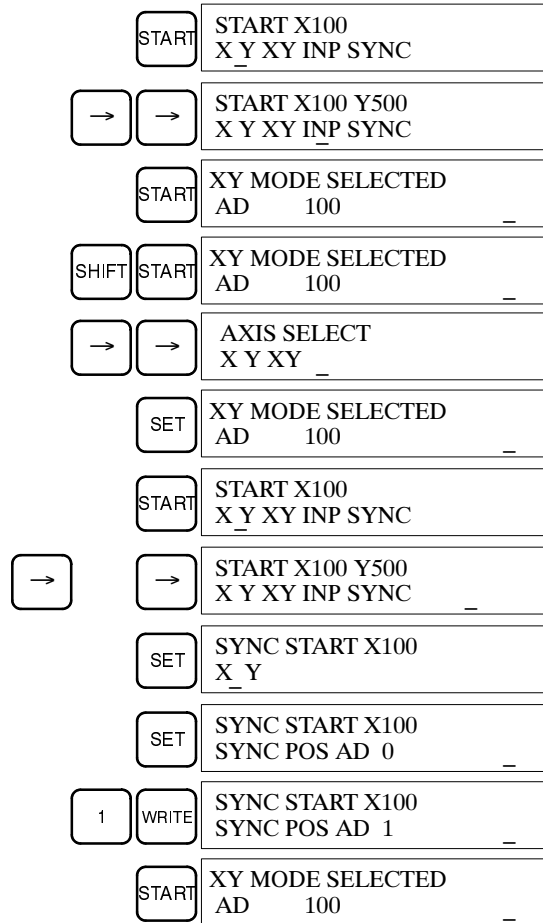 START
START X100
X Y XY INP SYNC
→ →
START X100 Y500
X Y XY INP SYNC
START
XY MODE SELECTED
AD 100
SHIFT START
XY MODE SELECTED
AD 100
→ →
AXIS SELECT
X Y XY
SET
XY MODE SELECTED
AD 100
START
START X100
X Y XY INP SYNC
→ →
START X100 Y500
X Y XY INP SYNC
SET
SYNC START X100
X Y
SET
SYNC START X100
SYNC POS AD 0
1 WRITE
SYNC START X100
SYNC POS AD 1
START
XY MODE SELECTED
AD 100